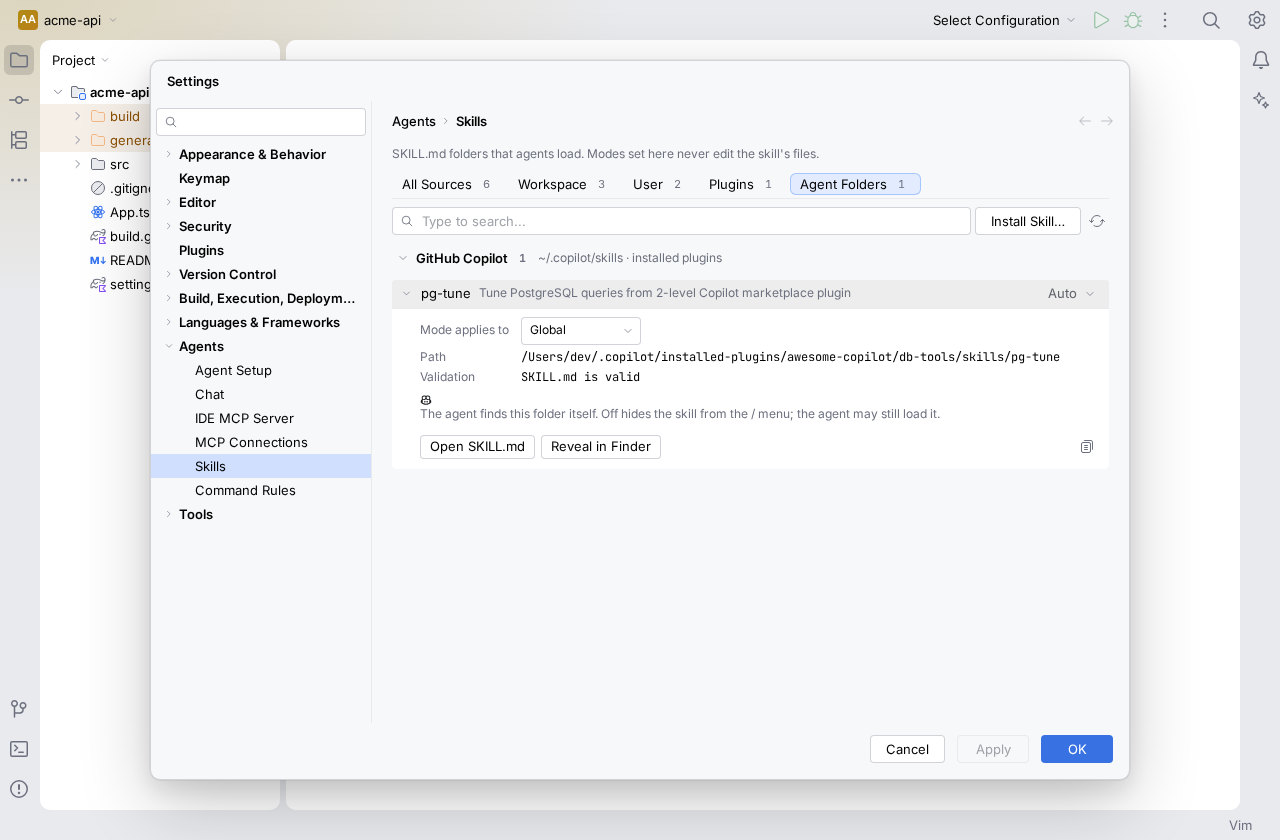 AA acme-api
Select Configuration
Project
acme-api
build
genera
src
.gitigno
App.ts
build.g
README
setting
Settings
Appearance & Behavior
Keymap
Editor
Security
Plugins
Version Control
Build, Execution, Deploym...
Languages & Frameworks
Agents
Agent Setup
Chat
IDE MCP Server
MCP Connections
Skills
Command Rules
Tools
Agents › Skills
SKILL.md folders that agents load. Modes set here never edit the skill's files.
All Sources 6 Workspace 3 User 2 Plugins 1 Agent Folders 1
Type to search...
Install Skill...
GitHub Copilot 1 ~/.copilot/skills · installed plugins
pg-tune Tune PostgreSQL queries from 2-level Copilot marketplace plugin Auto
Mode applies to Global
Path /Users/dev/.copilot/installed-plugins/awesome-copilot/db-tools/skills/pg-tune
Validation SKILL.md is valid
The agent finds this folder itself. Off hides the skill from the / menu; the agent may still load it.
Open SKILL.md Reveal in Finder
Cancel Apply OK
Vim